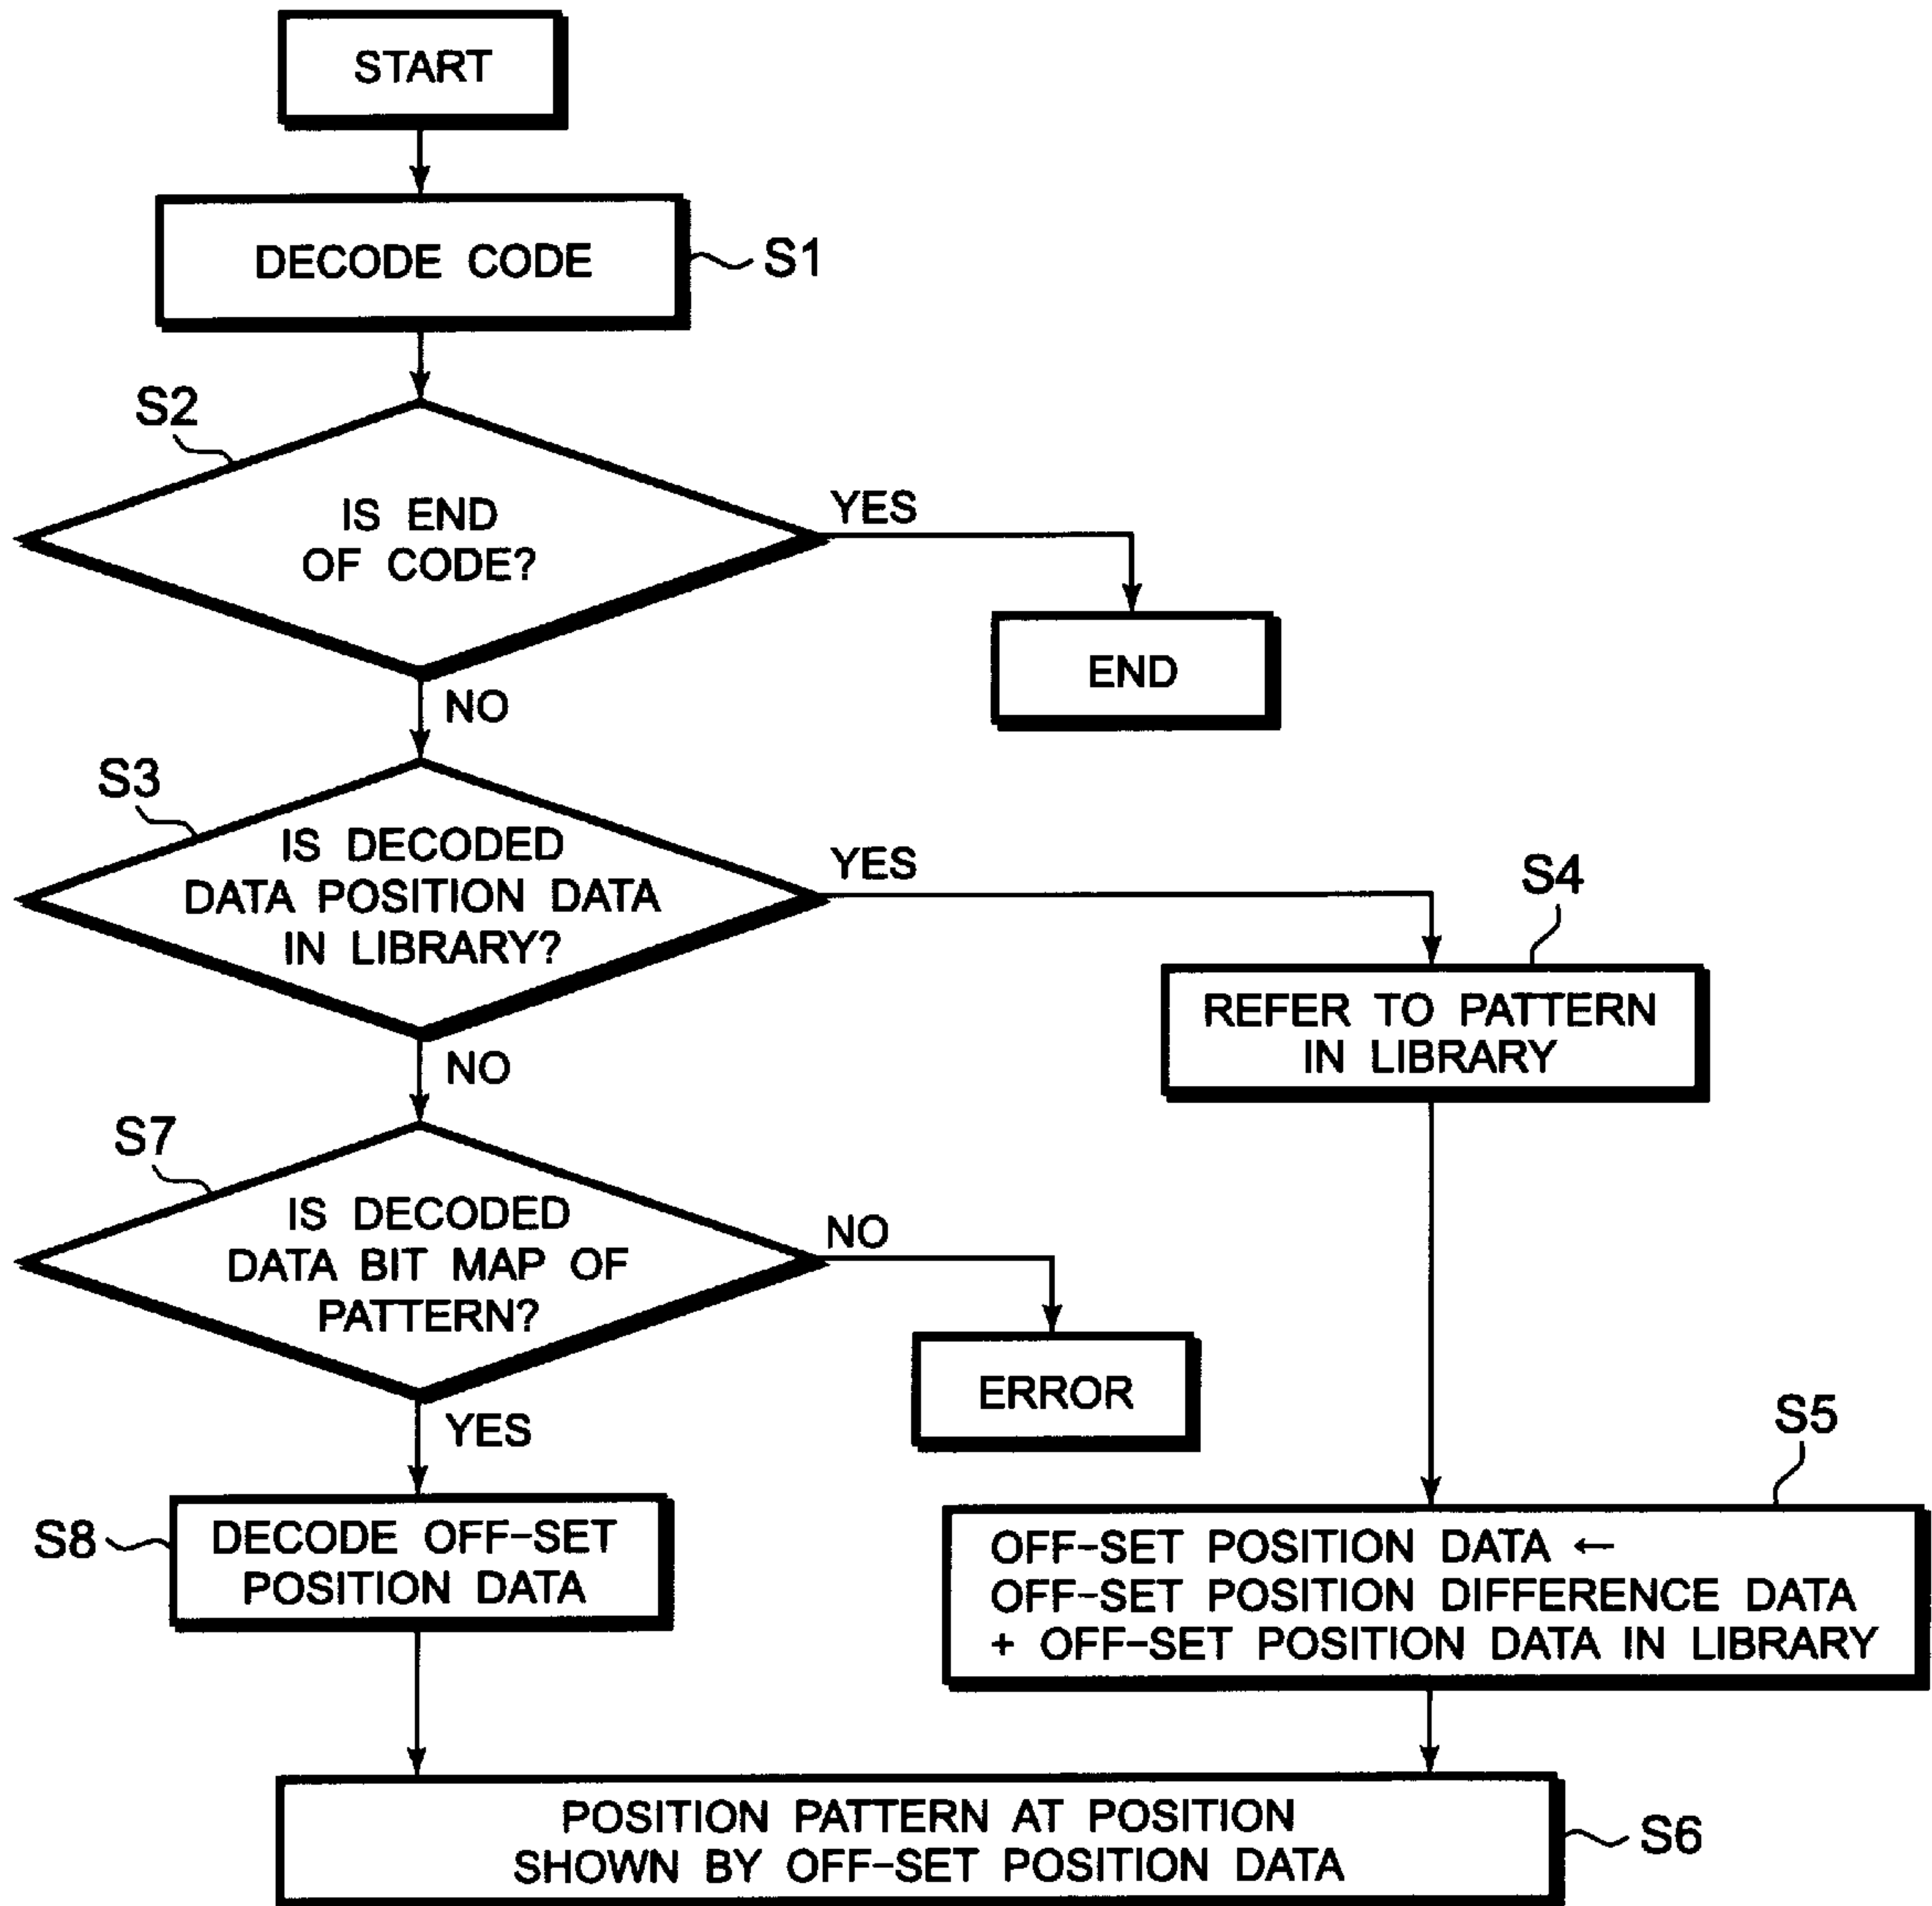 START
DECODE CODE
S1
S2
IS END
OF CODE?
YES
END
NO
S3
IS DECODED
DATA POSITION DATA
IN LIBRARY?
YES
S4
REFER TO PATTERN
IN LIBRARY
NO
S7
IS DECODED
DATA BIT MAP OF
PATTERN?
NO
ERROR
YES
S5
OFF-SET POSITION DATA ←
OFF-SET POSITION DIFFERENCE DATA
+ OFF-SET POSITION DATA IN LIBRARY
S8
DECODE OFF-SET
POSITION DATA
POSITION PATTERN AT POSITION
SHOWN BY OFF-SET POSITION DATA
S6